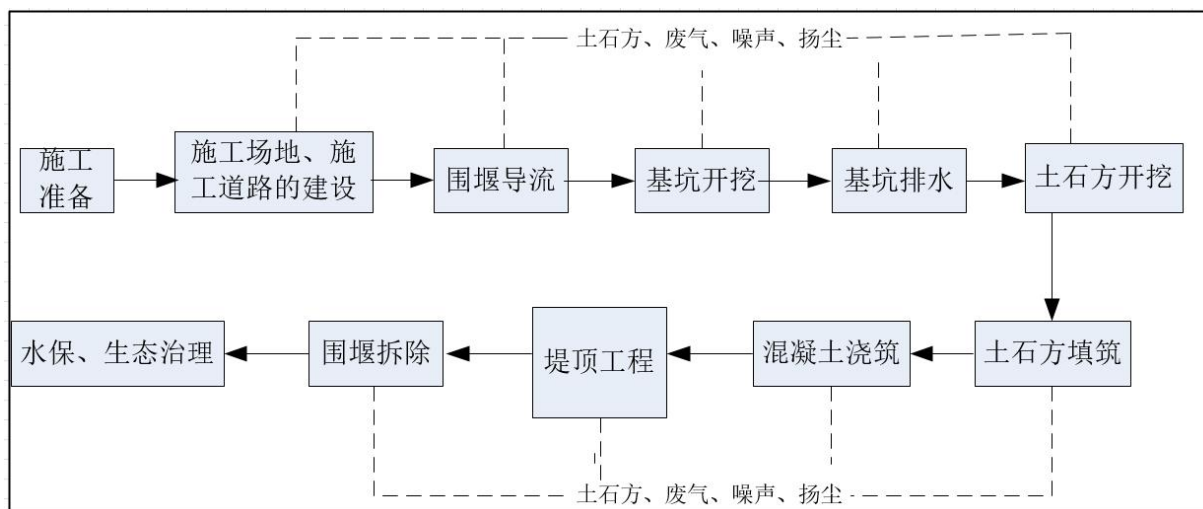 土石方、废气、噪声、扬尘
施工
准备
施工场地、施
工道路的建设
围堰导流
基坑开挖
基坑排水
土石方开挖
水保、生态治理
围堰拆除
堤顶工程
混凝土浇筑
土石方填筑
土石方、废气、噪声、扬尘